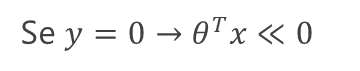 Se y = 0 → θᵀx ≪ 0